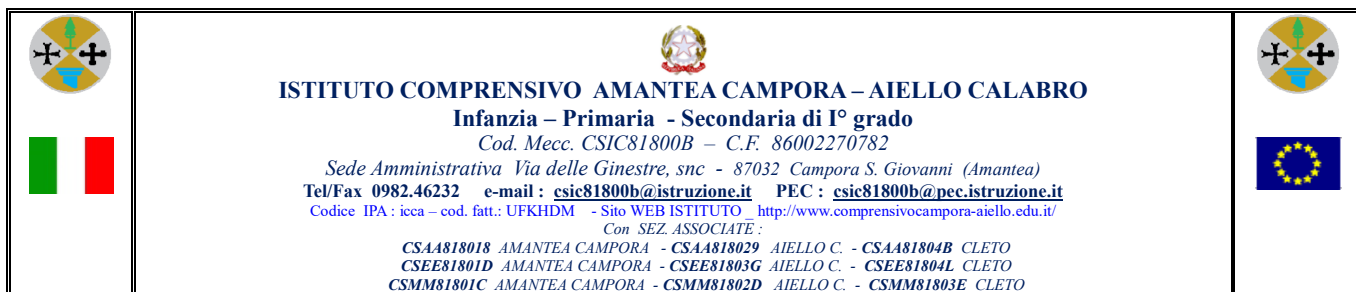 ISTITUTO COMPRENSIVO AMANTEA CAMPORA – AIELLO CALABRO
Infanzia – Primaria - Secondaria di I° grado
Cod. Mecc. CSIC81800B – C.F. 86002270782
Sede Amministrativa Via delle Ginestre, snc - 87032 Campora S. Giovanni (Amantea)
Tel/Fax 0982.46232 e-mail : csic81800b@istruzione.it PEC : csic81800b@pec.istruzione.it
Codice IPA : icca – cod. fatt.: UFKHDM - Sito WEB ISTITUTO _ http://www.comprensivocampora-aiello.edu.it/
Con SEZ. ASSOCIATE :
CSAA818018 AMANTEA CAMPORA - CSAA818029 AIELLO C. - CSAA81804B CLETO
CSEE81801D AMANTEA CAMPORA - CSEE81803G AIELLO C. - CSEE81804L CLETO
CSMM81801C AMANTEA CAMPORA - CSMM81802D AIELLO C. - CSMM81803E CLETO